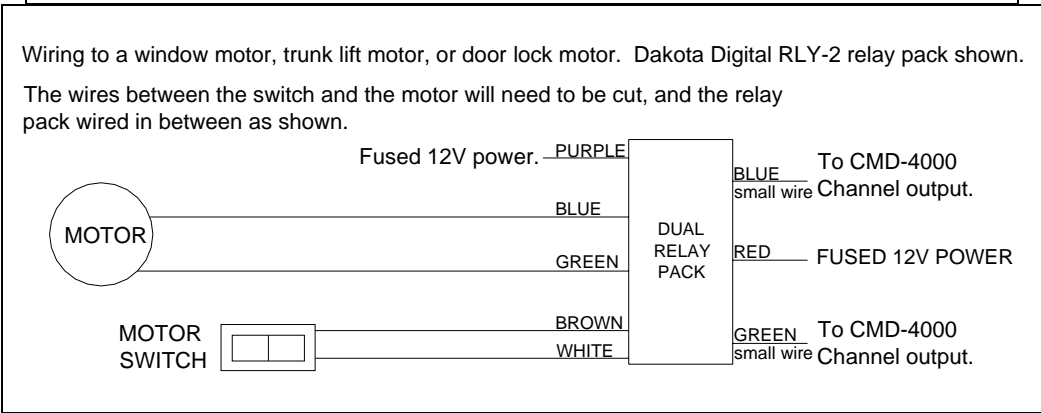 Wiring to a window motor, trunk lift motor, or door lock motor.  Dakota Digital RLY-2 relay pack shown.
The wires between the switch and the motor will need to be cut, and the relay
pack wired in between as shown.
Fused 12V power. PURPLE
BLUE To CMD-4000
small wire Channel output.
BLUE
MOTOR
DUAL
RELAY
PACK
RED FUSED 12V POWER
GREEN
BROWN
MOTOR
SWITCH
WHITE
GREEN To CMD-4000
small wire Channel output.